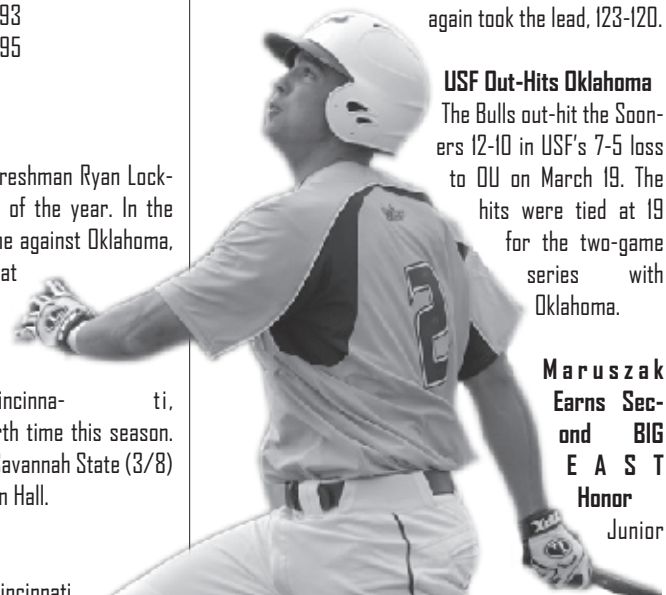 93
95
reshman Ryan Lock-
of the year. In the
ne against Oklahoma,
at
incinna- ti,
rth time this season.
Savannah State (3/8)
n Hall.
incinnati
again took the lead, 123-120.
USF Out-Hits Oklahoma
The Bulls out-hit the Soon-
ers 12-10 in USF's 7-5 loss
to OU on March 19. The
hits were tied at 19
for the two-game
series with
Oklahoma.
Maruszak
Earns Sec-
ond BIG
EAST
Honor
Junior
2